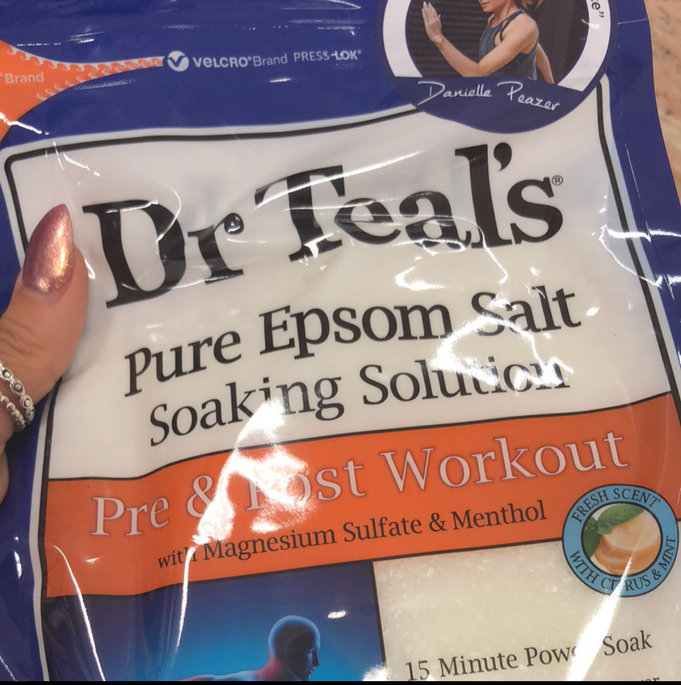 Brand
VELCRO® Brand PRESS-LOK®
Danielle Peazer
Dr Teal's®
Pure Epsom Salt
Soaking Solution
Pre & Post Workout
with Magnesium Sulfate & Menthol
FRESH SCENT
WITH CITRUS & MINT
15 Minute Power Soak